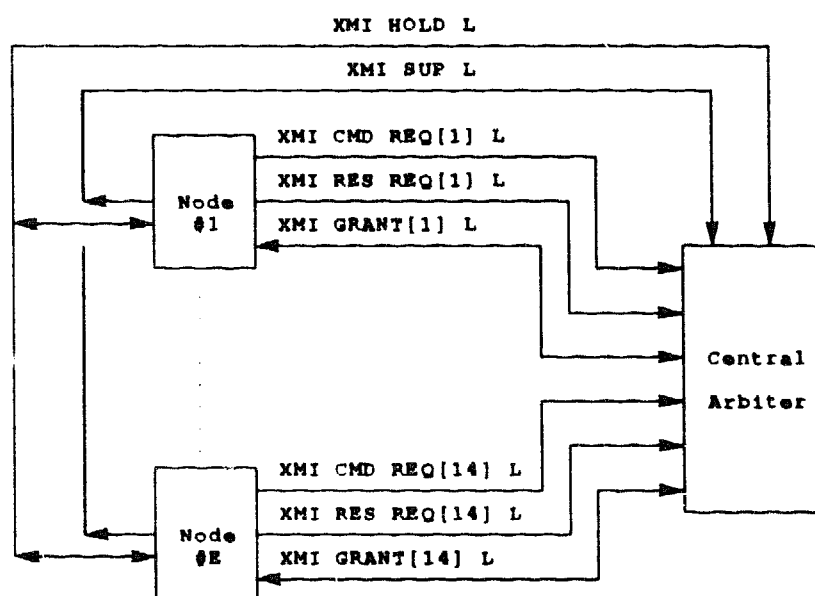 XMI HOLD L
XMI SUP L
XMI CMD REQ[1] L
XMI RES REQ[1] L
XMI GRANT[1] L
Node
#1
Central
Arbiter
XMI CMD REQ[14] L
XMI RES REQ[14] L
XMI GRANT[14] L
Node
#E